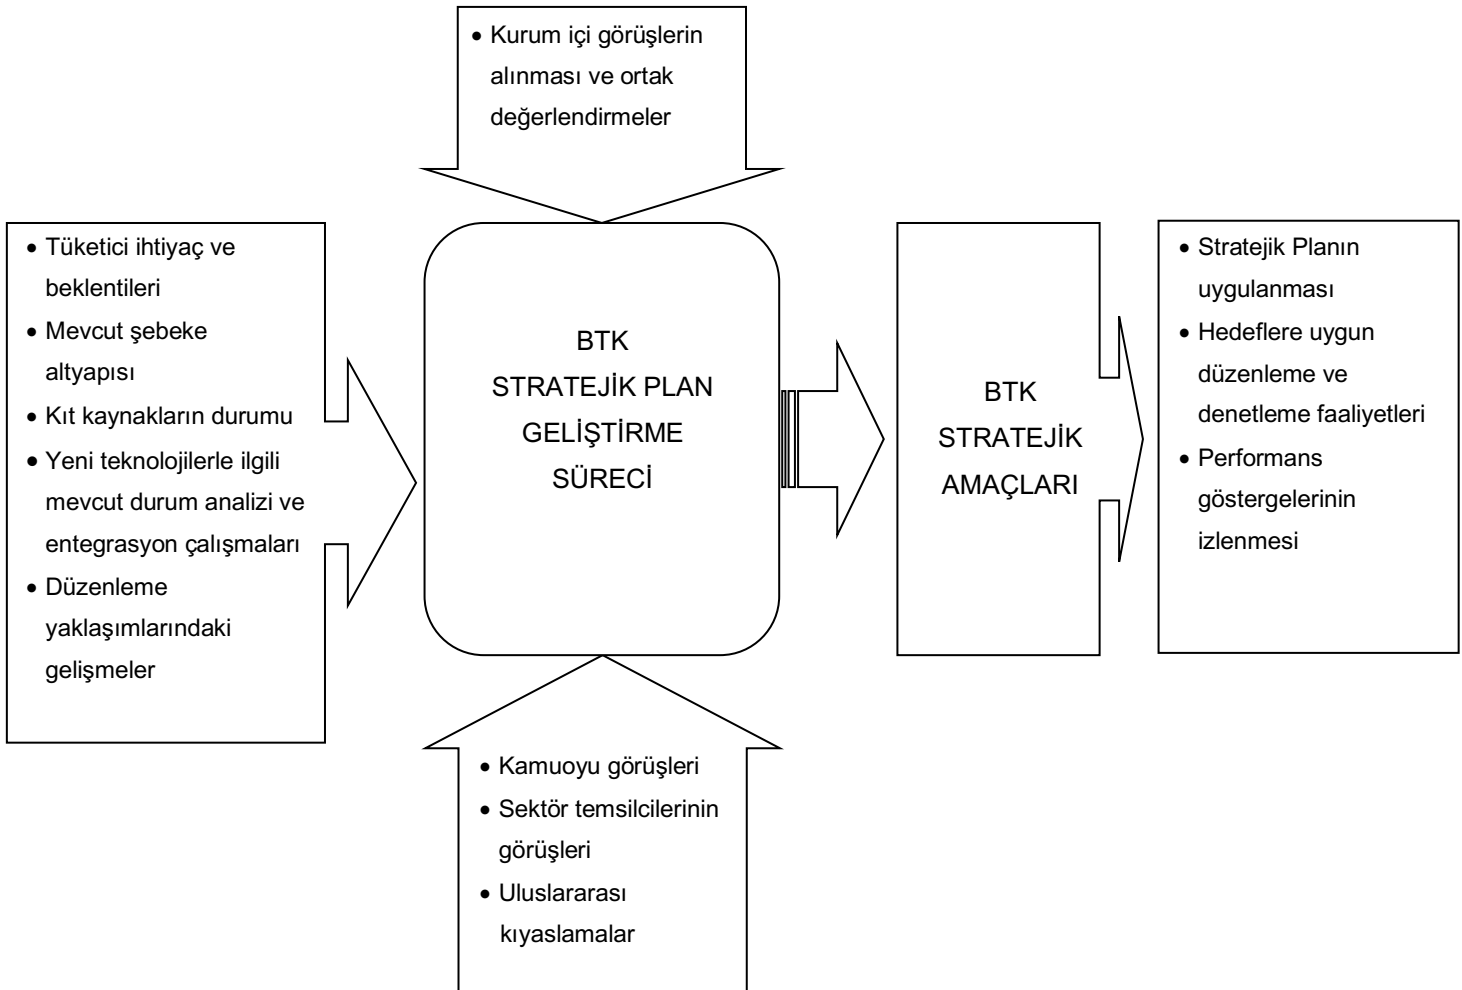 • Kurum içi görüşlerin
alınması ve ortak
değerlendirmeler
• Tüketici ihtiyaç ve
beklentileri
• Mevcut şebeke
altyapısı
• Kıt kaynakların durumu
• Yeni teknolojilerle ilgili
mevcut durum analizi ve
entegrasyon çalışmaları
• Düzenleme
yaklaşımlarındaki
gelişmeler
BTK
STRATEJİK PLAN
GELİŞTİRME
SÜRECİ
BTK
STRATEJİK
AMAÇLARI
• Stratejik Planın
uygulanması
• Hedeflere uygun
düzenleme ve
denetleme faaliyetleri
• Performans
göstergelerinin
izlenmesi
• Kamuoyu görüşleri
• Sektör temsilcilerinin
görüşleri
• Uluslararası
kıyaslamalar